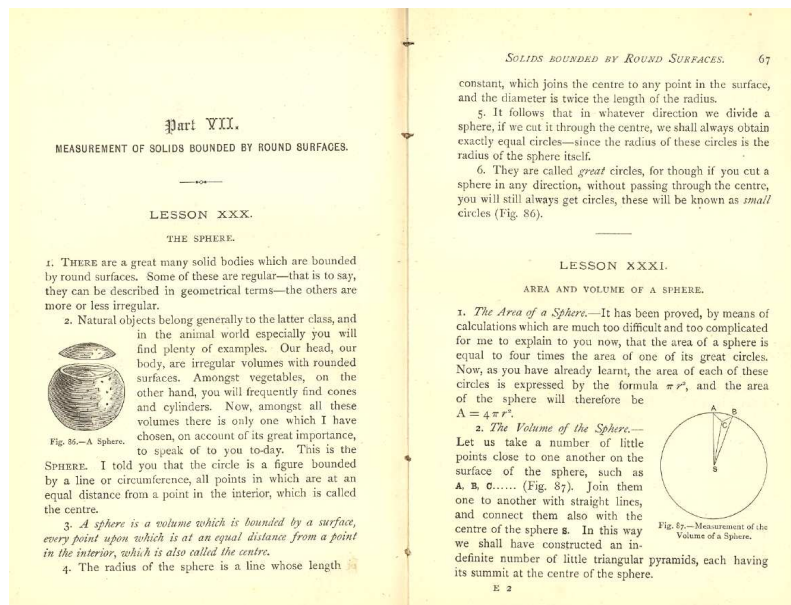 Part VII.
MEASUREMENT OF SOLIDS BOUNDED BY ROUND SURFACES.
LESSON XXX.
THE SPHERE.
1. THERE are a great many solid bodies which are bounded
by round surfaces. Some of these are regular—that is to say,
they can be described in geometrical terms—the others are
more or less irregular.
2. Natural objects belong generally to the latter class, and
in the animal world especially you will
find plenty of examples. Our head, our
body, are irregular volumes with rounded
surfaces. Amongst vegetables, on the
other hand, you will frequently find cones
and cylinders. Now, amongst all these
volumes there is only one which I have
chosen, on account of its great importance,
to speak of to you to-day. This is the
Fig. 86.—A Sphere.
SPHERE. I told you that the circle is a figure bounded
by a line or circumference, all points in which are at an
equal distance from a point in the interior, which is called
the centre.
3. A sphere is a volume which is bounded by a surface,
every point upon which is at an equal distance from a point
in the interior, which is also called the centre.
4. The radius of the sphere is a line whose length
SOLIDS BOUNDED BY ROUND SURFACES. 67
constant, which joins the centre to any point in the surface,
and the diameter is twice the length of the radius.
5. It follows that in whatever direction we divide a
sphere, if we cut it through the centre, we shall always obtain
exactly equal circles—since the radius of these circles is the
radius of the sphere itself.
6. They are called great circles, for though if you cut a
sphere in any direction, without passing through the centre,
you will still always get circles, these will be known as small
circles (Fig. 86).
LESSON XXXI.
AREA AND VOLUME OF A SPHERE.
1. The Area of a Sphere.—It has been proved, by means of
calculations which are much too difficult and too complicated
for me to explain to you now, that the area of a sphere is
equal to four times the area of one of its great circles.
Now, as you have already learnt, the area of each of these
circles is expressed by the formula π r², and the area
of the sphere will therefore be
A = 4 π r².
2. The Volume of the Sphere.—
Let us take a number of little
points close to one another on the
surface of the sphere, such as
A, B, C...... (Fig. 87). Join them
one to another with straight lines,
and connect them also with the
centre of the sphere S. In this way
we shall have constructed an in-
A
B
C
S
Fig. 87.—Measurement of the
Volume of a Sphere.
definite number of little triangular pyramids, each having
its summit at the centre of the sphere.
E 2